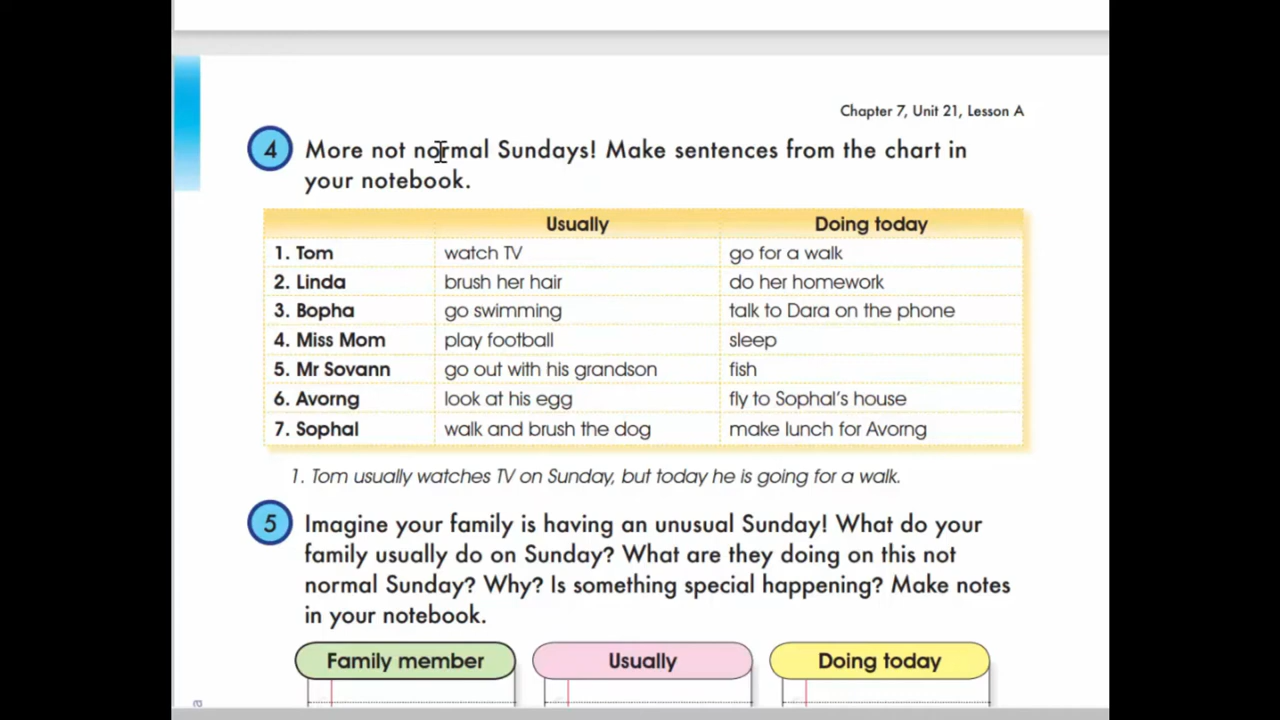 Chapter 7, Unit 21, Lesson A
4 More not normal Sundays! Make sentences from the chart in
your notebook.
Usually Doing today
1. Tom watch TV go for a walk
2. Linda brush her hair do her homework
3. Bopha go swimming talk to Dara on the phone
4. Miss Mom play football sleep
5. Mr Sovann go out with his grandson fish
6. Avorng look at his egg fly to Sophal's house
7. Sophal walk and brush the dog make lunch for Avorng
1. Tom usually watches TV on Sunday, but today he is going for a walk.
5 Imagine your family is having an unusual Sunday! What do your
family usually do on Sunday? What are they doing on this not
normal Sunday? Why? Is something special happening? Make notes
in your notebook.
Family member Usually Doing today